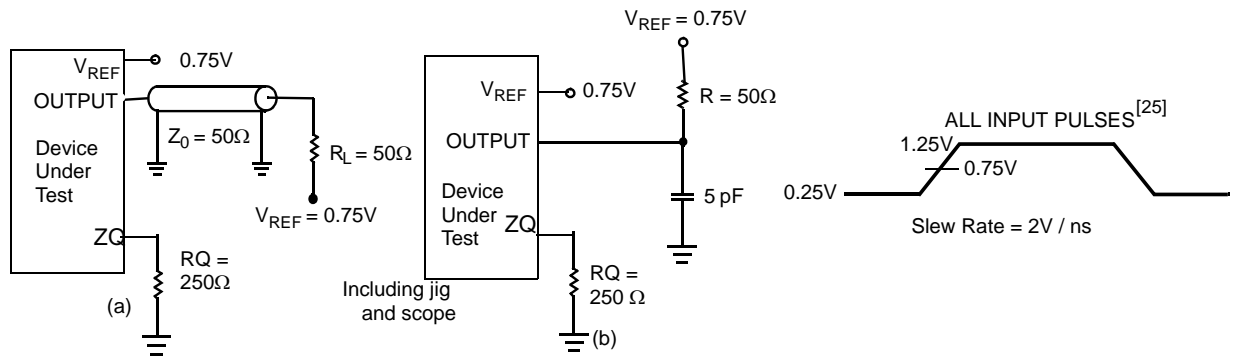 V_REF
0.75V
OUTPUT
Z_0 = 50Ω
Device
Under
Test
R_L = 50Ω
V_REF = 0.75V
ZQ
RQ =
250Ω
(a)
V_REF = 0.75V
V_REF
0.75V
R = 50Ω
OUTPUT
Device
Under
Test
5 pF
ZQ
RQ =
250 Ω
Including jig
and scope
(b)
ALL INPUT PULSES[25]
1.25V
0.75V
0.25V
Slew Rate = 2V / ns